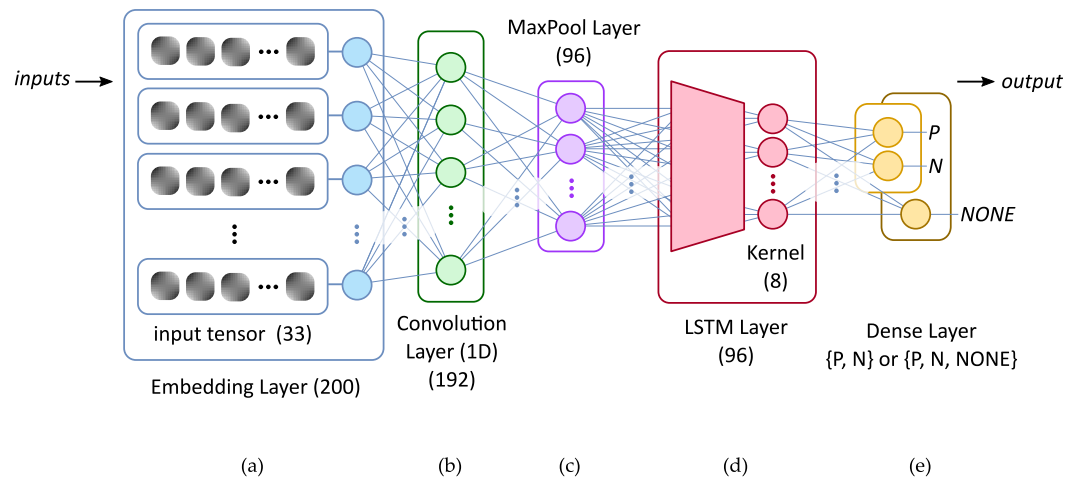 inputs
input tensor (33)
Embedding Layer (200)
Convolution
Layer (1D)
(192)
MaxPool Layer
(96)
Kernel
(8)
LSTM Layer
(96)
output
P
N
NONE
Dense Layer
{P, N} or {P, N, NONE}
(a)
(b)
(c)
(d)
(e)